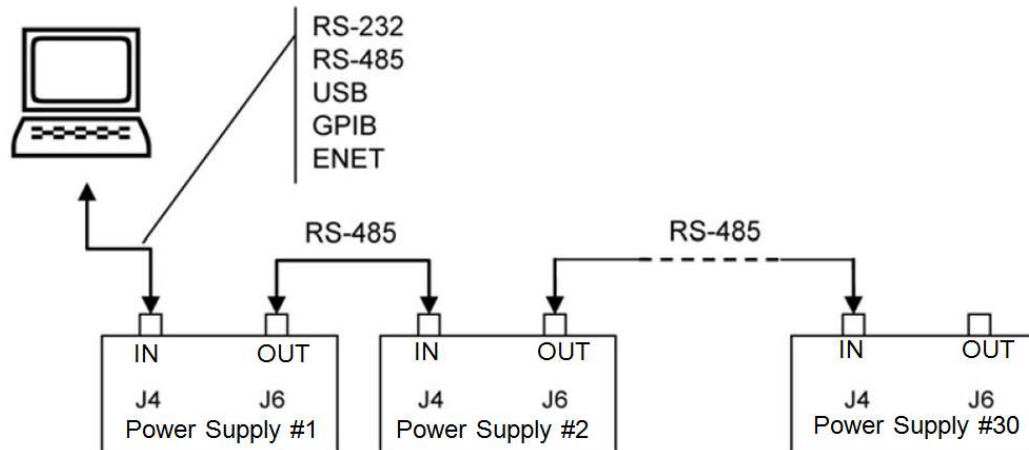 RS-232
RS-485
USB
GPIB
ENET
RS-485
RS-485
IN
OUT
IN
OUT
IN
OUT
J4
J6
J4
J6
J4
J6
Power Supply #1
Power Supply #2
Power Supply #30